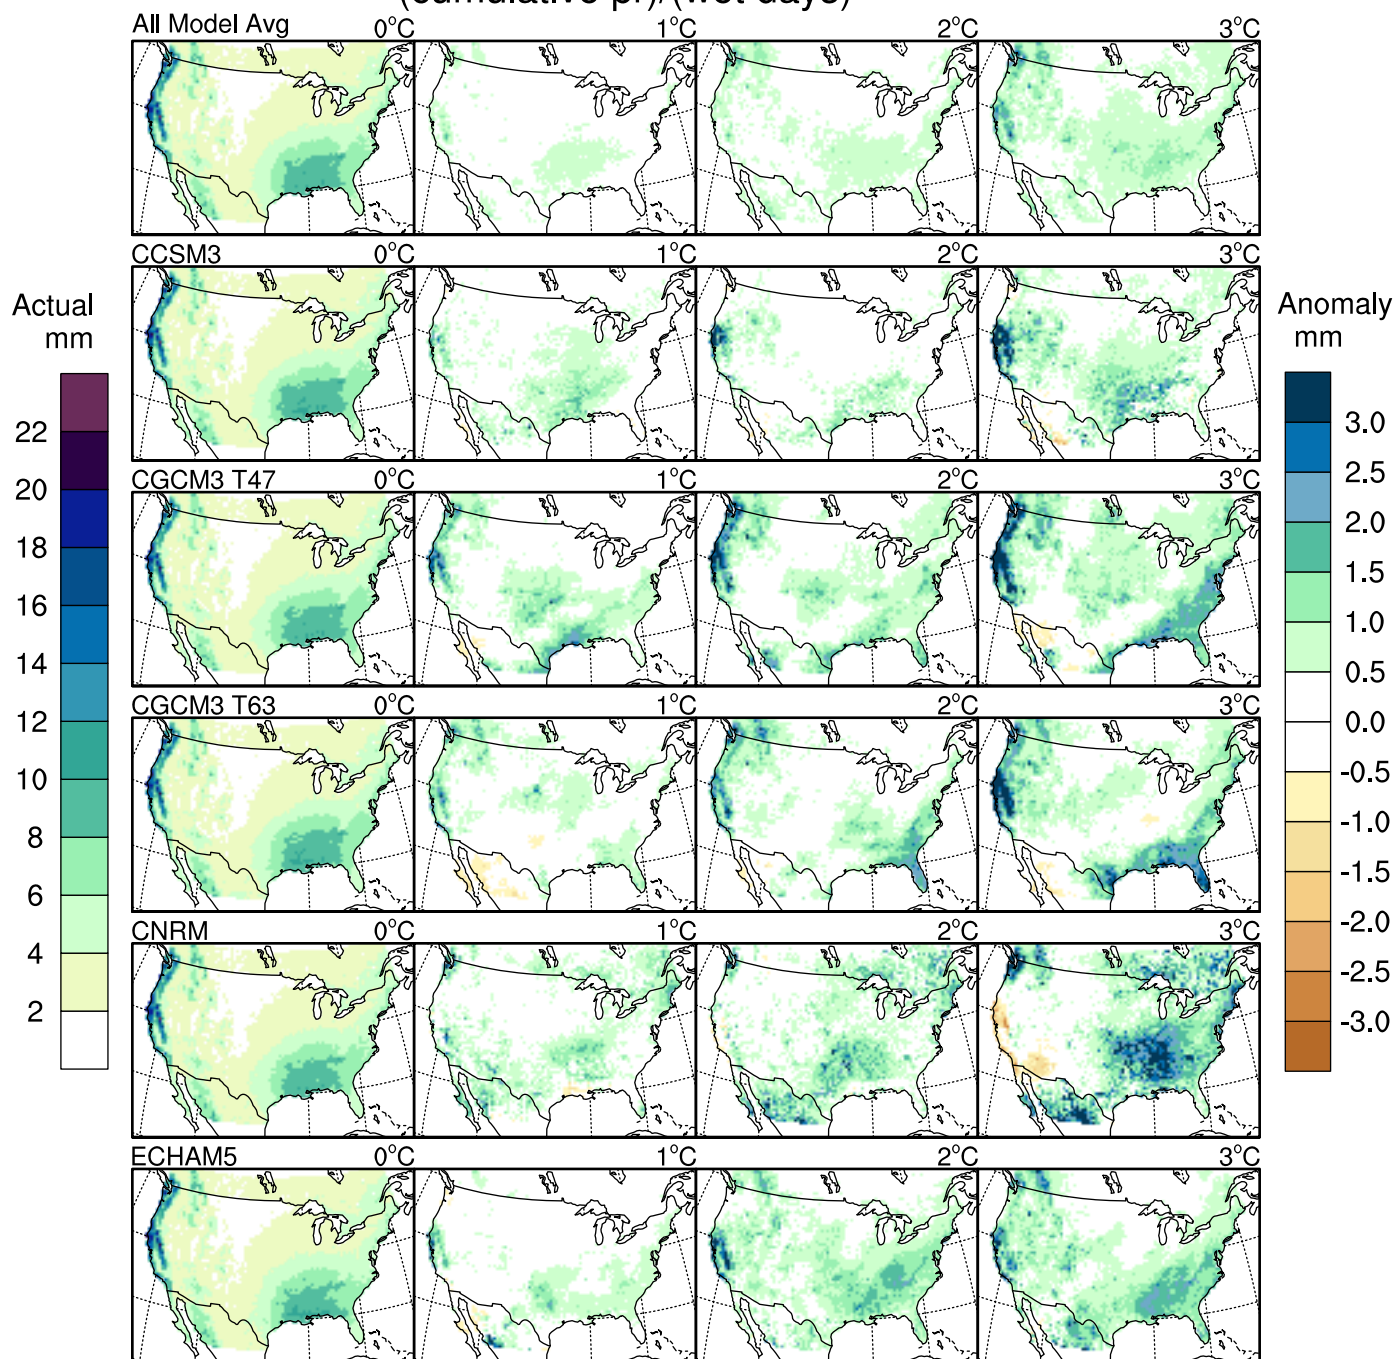 (cumulative pr)/(wet days)
All Model Avg 0°C 1°C 2°C 3°C
CCSM3 0°C 1°C 2°C 3°C
Actual
mm
22
20
18
16
14
12
10
8
6
4
2
Anomaly
mm
3.0
2.5
2.0
1.5
1.0
0.5
0.0
-0.5
-1.0
-1.5
-2.0
-2.5
-3.0
CGCM3 T47 0°C 1°C 2°C 3°C
CGCM3 T63 0°C 1°C 2°C 3°C
CNRM 0°C 1°C 2°C 3°C
ECHAM5 0°C 1°C 2°C 3°C